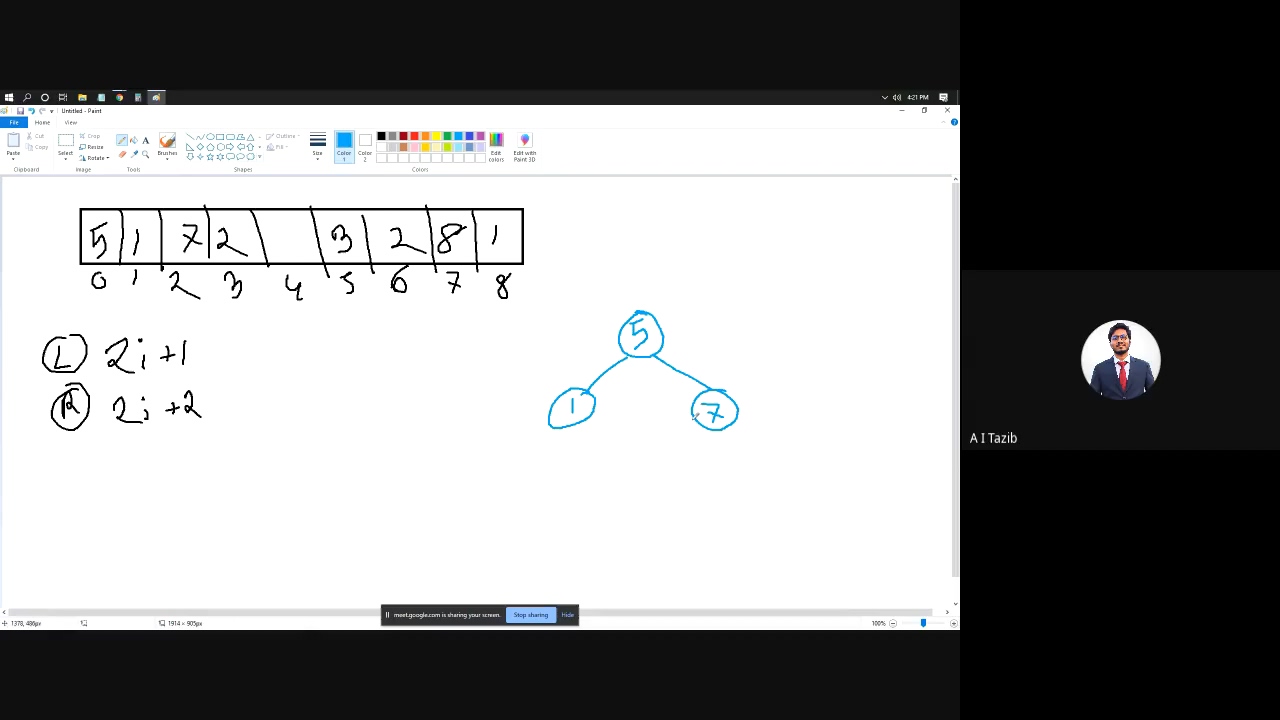 4:21 PM
Untitled - Paint
File Home View
Cut
Copy
Paste
Clipboard
Select
Crop
Resize
Rotate
Image
A
Tools
Brushes
Outline
Fill
Shapes
Size
Color 1
Color 2
Edit colors
Edit with Paint 3D
Colors
5 1 7 2 3 2 8 1
0 1 2 3 4 5 6 7 8
L 2i+1
R 2i+2
5
1 7
A I Tazib
meet.google.com is sharing your screen. Stop sharing Hide
1378, 486px 1914 × 905px 100%